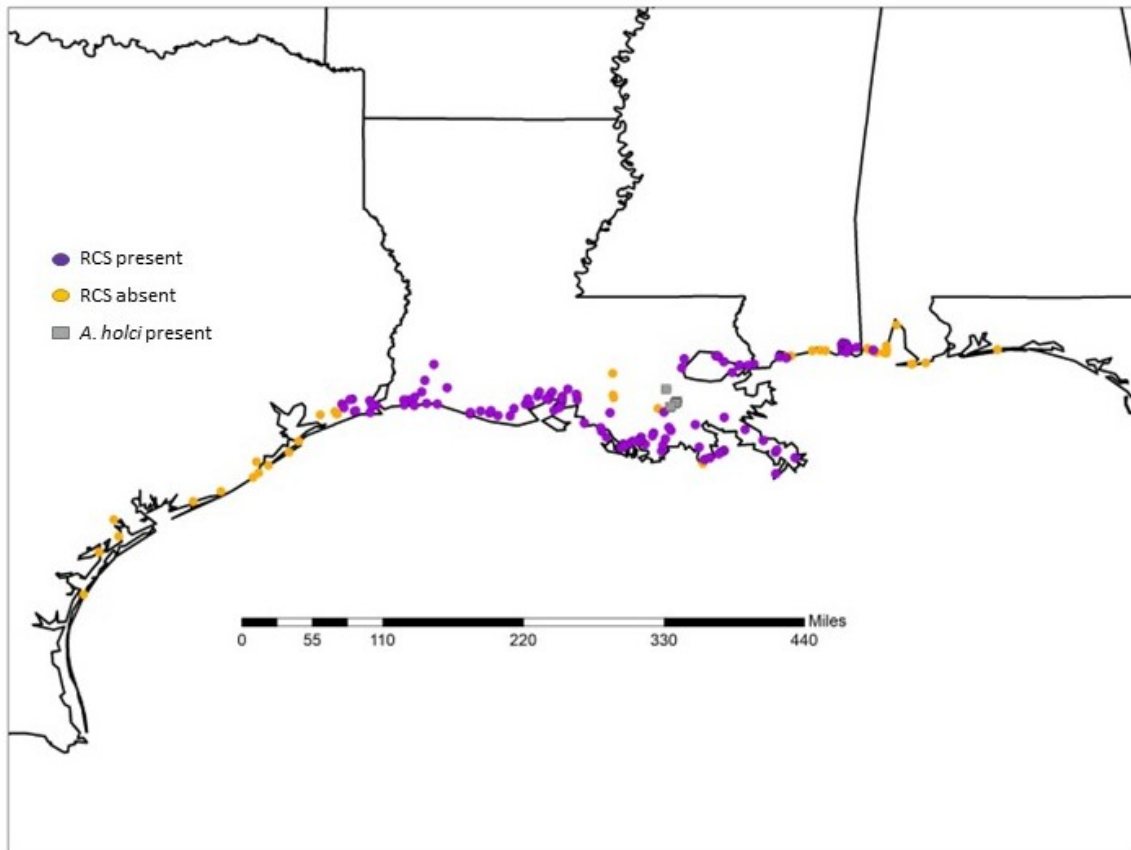 RCS present
RCS absent
A. holci present
Miles
0 55 110 220 330 440